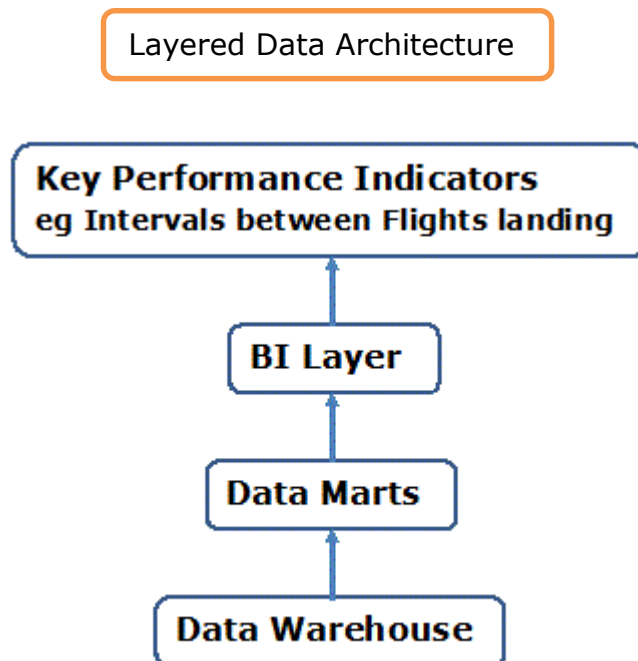 Layered Data Architecture
Key Performance Indicators
eg Intervals between Flights landing
BI Layer
Data Marts
Data Warehouse